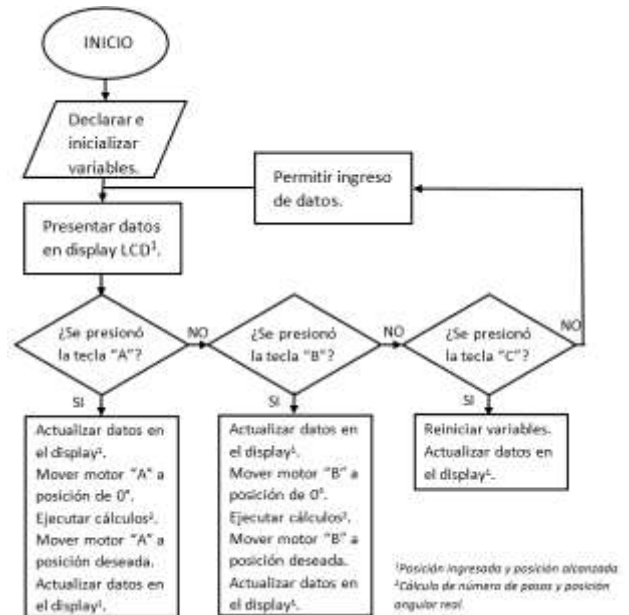 INICIO
Declarar e
inicializar
variables.
Permitir ingreso
de datos.
Presentar datos
en display LCD¹.
¿Se presionó
la tecla "A"?
NO
¿Se presionó
la tecla "B"?
NO
¿Se presionó
la tecla "C"?
NO
SI
SI
SI
Actualizar datos en
el display¹.
Mover motor "A" a
posición de 0°.
Ejecutar cálculos².
Mover motor "A" a
posición deseada.
Actualizar datos en
el display¹.
Actualizar datos en
el display¹.
Mover motor "B" a
posición de 0°.
Ejecutar cálculos².
Mover motor "B" a
posición deseada.
Actualizar datos en
el display¹.
Reiniciar variables.
Actualizar datos en
el display¹.
¹Posición ingresada y posición alcanzada
²Cálculo de número de pasos y posición
angular real.